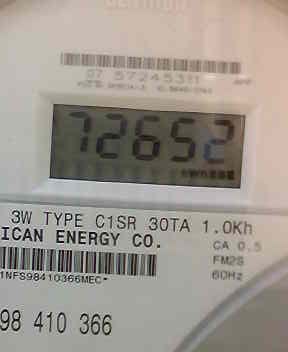 CENTRON
07 57245311
72652
3W TYPE C1SR 30TA 1.0Kh
ICAN ENERGY CO.
CA 0.5
FM2S
60Hz
1NFS98410366MEC*
98 410 366